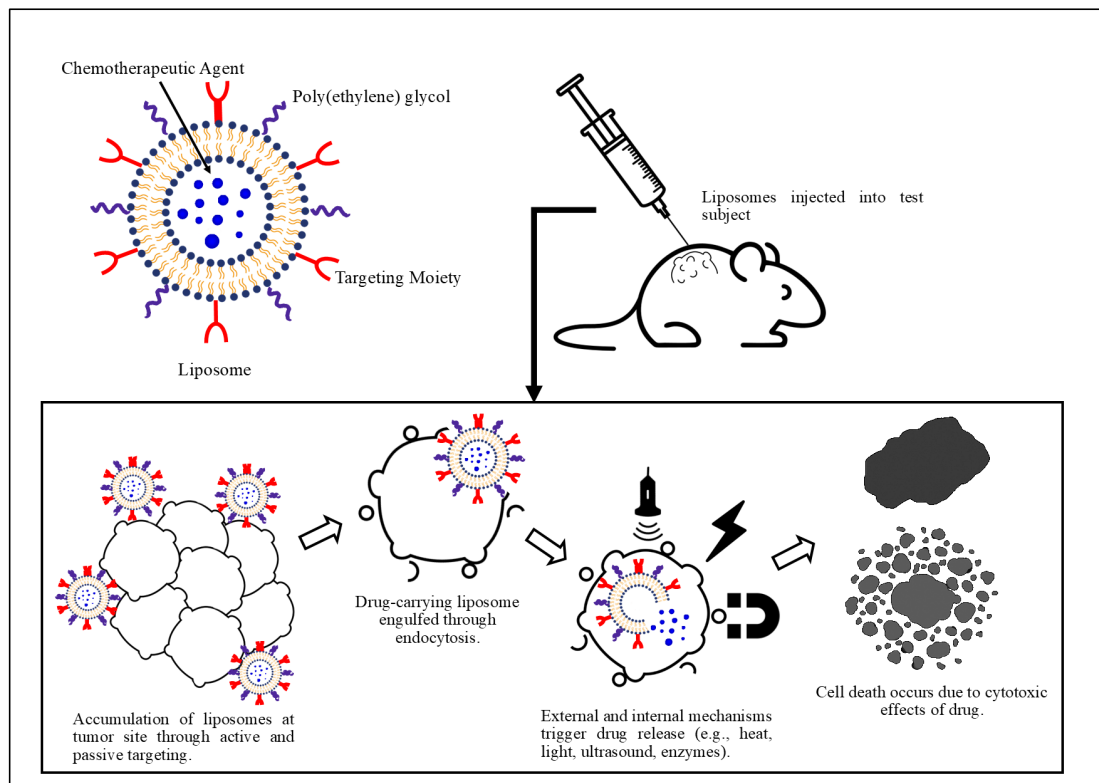 Chemotherapeutic Agent
Poly(ethylene) glycol
Liposomes injected into test
subject
Targeting Moiety
Liposome
Accumulation of liposomes at
tumor site through active and
passive targeting.
Drug-carrying liposome
engulfed through
endocytosis.
External and internal mechanisms
trigger drug release (e.g., heat,
light, ultrasound, enzymes).
Cell death occurs due to cytotoxic
effects of drug.